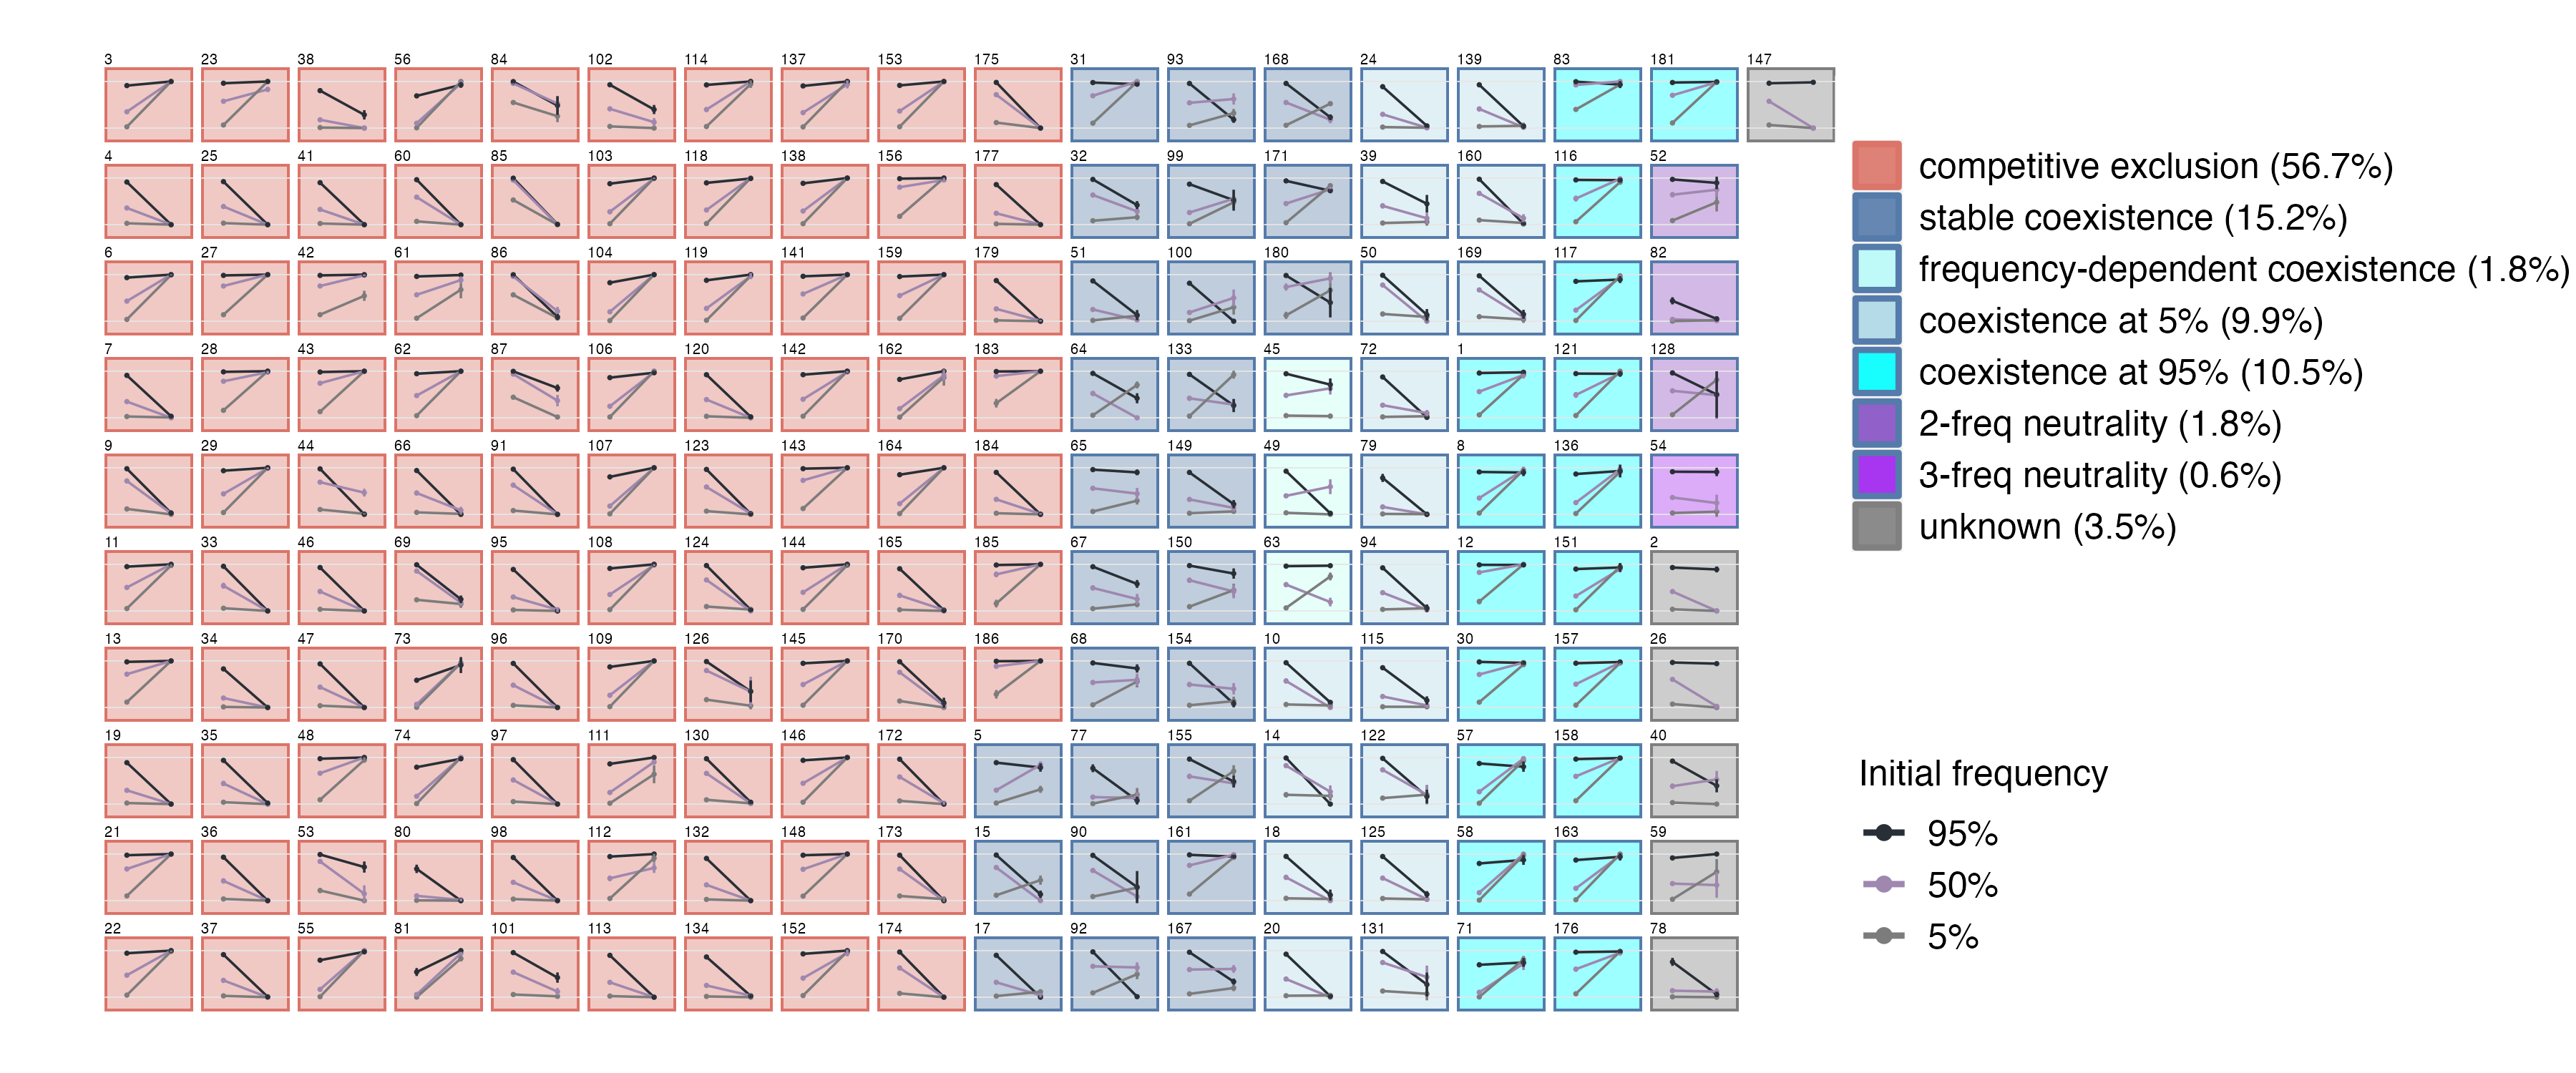 3 23 38 56 84 102 114 137 153 175 31 93 168 24 139 83 181 147
4 25 41 60 85 103 118 138 156 177 32 99 171 39 160 116 52
6 27 42 61 86 104 119 141 159 179 51 100 180 50 169 117 82
7 28 43 62 87 106 120 142 162 183 64 133 45 72 1 121 128
9 29 44 66 91 107 123 143 164 184 65 149 49 79 8 136 54
11 33 46 69 95 108 124 144 165 185 67 150 63 94 12 151 2
13 34 47 73 96 109 126 145 170 186 68 154 10 115 30 157 26
19 35 48 74 97 111 130 146 172 5 77 155 14 122 57 158 40
21 36 53 80 98 112 132 148 173 15 90 161 18 125 58 163 59
22 37 55 81 101 113 134 152 174 17 92 167 20 131 71 176 78
competitive exclusion (56.7%)
stable coexistence (15.2%)
frequency-dependent coexistence (1.8%)
coexistence at 5% (9.9%)
coexistence at 95% (10.5%)
2-freq neutrality (1.8%)
3-freq neutrality (0.6%)
unknown (3.5%)
Initial frequency
95%
50%
5%